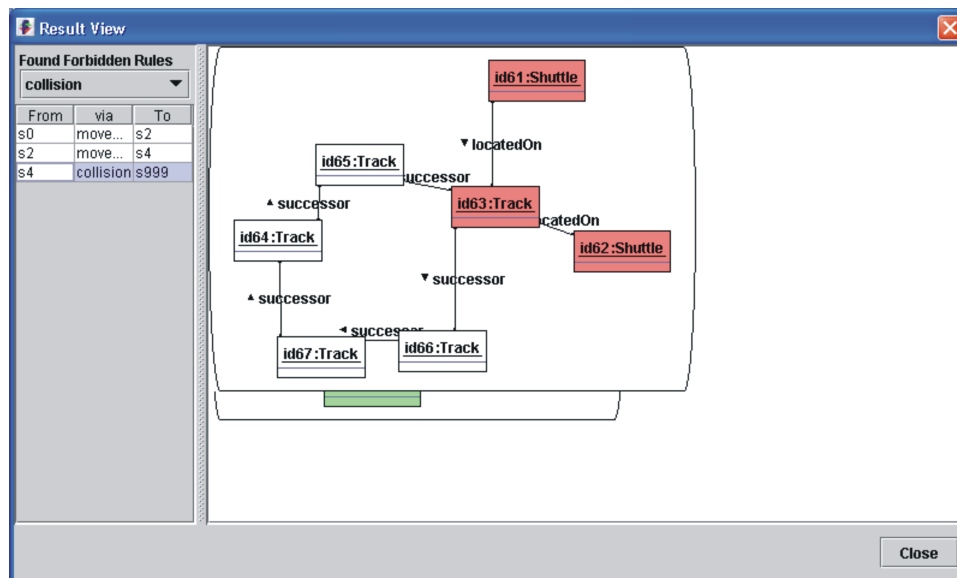 Result View
Found Forbidden Rules
collision
From via To
s0 move... s2
s2 move... s4
s4 collision s999
id61:Shuttle
▼ locatedOn
id65:Track
uccessor
id63:Track
▲ successor
catedOn
id64:Track
id62:Shuttle
▼ successor
▲ successor
◄ successor
id67:Track
id66:Track
Close